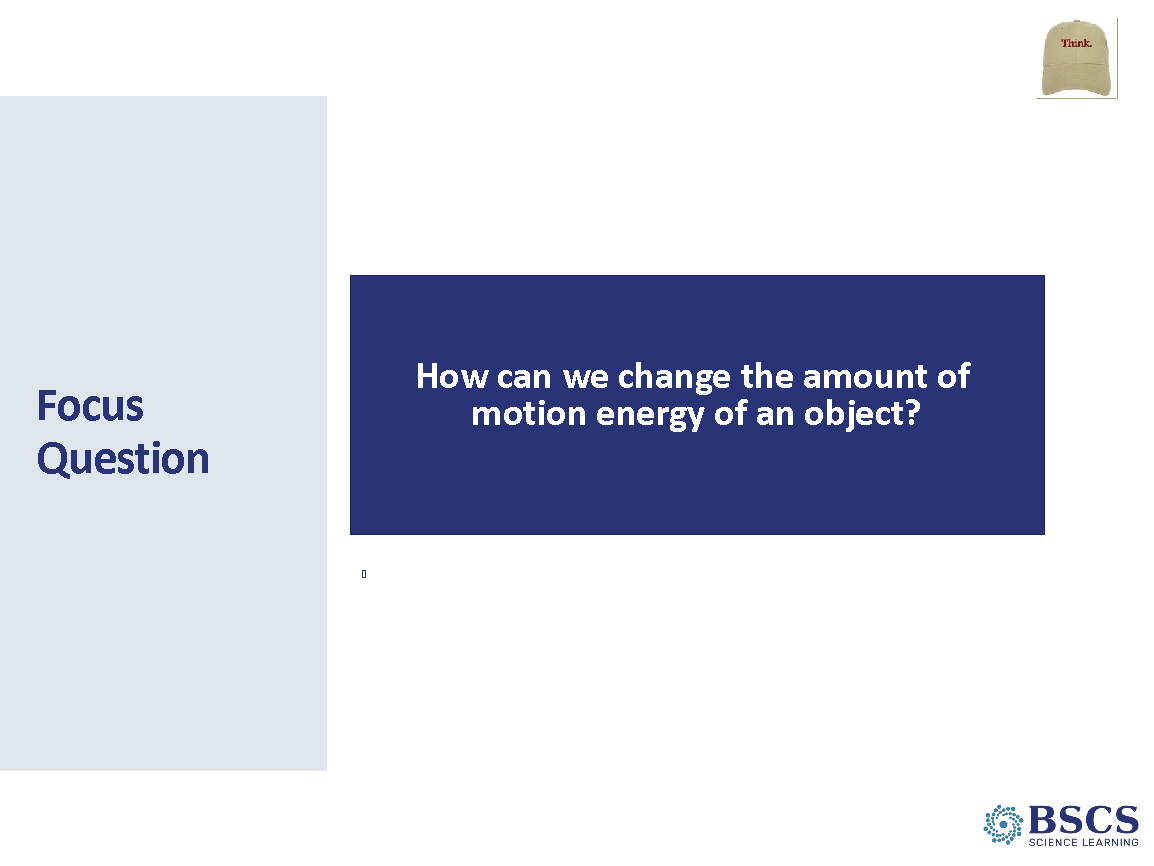 Think.
Focus
Question
How can we change the amount of
motion energy of an object?
BSCS
SCIENCE LEARNING